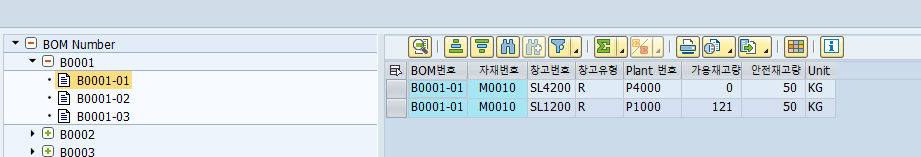 BOM Number
B0001
B0001-01
B0001-02
B0001-03
B0002
B0003
BOM번호 자재번호 창고번호 창고유형 Plant 번호 가용재고량 안전재고량 Unit
B0001-01 M0010 SL4200 R P4000 0 50 KG
B0001-01 M0010 SL1200 R P1000 121 50 KG